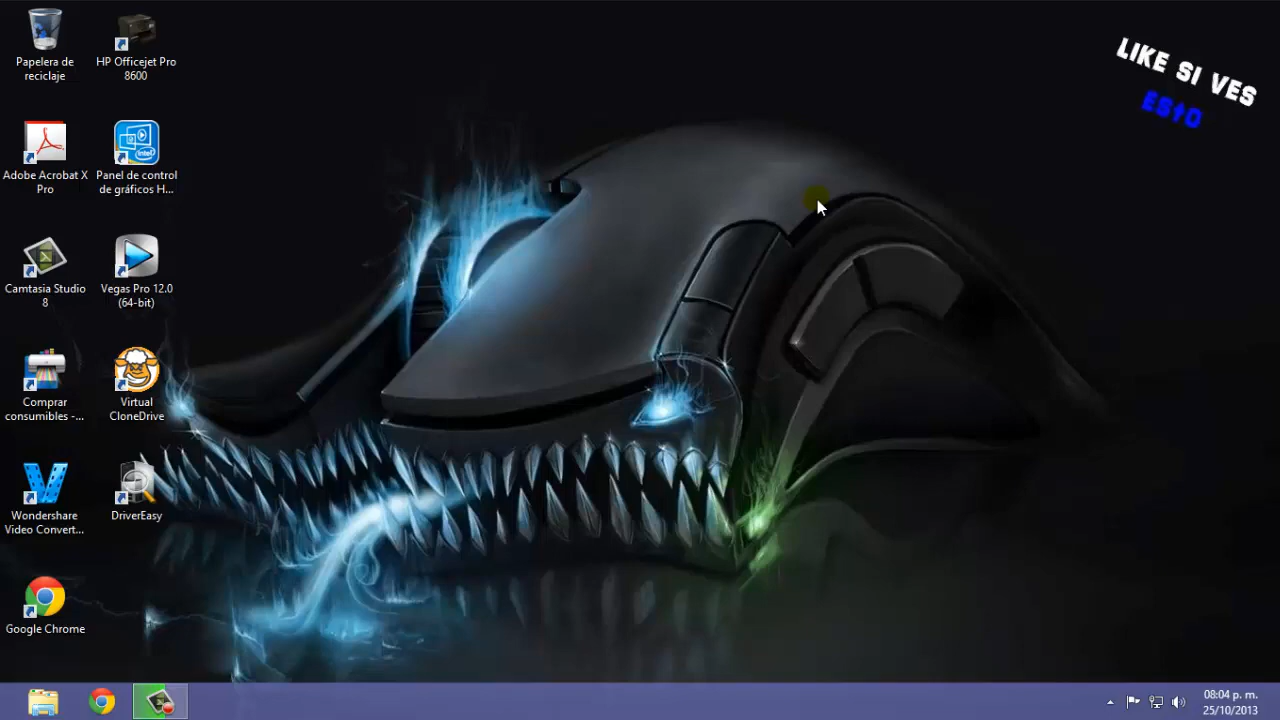 Papelera de
reciclaje
HP Officejet Pro
8600
LIKE SI VES
ESTO
Adobe Acrobat X
Pro
Panel de control
de gráficos H...
intel
Camtasia Studio
8
Vegas Pro 12.0
(64-bit)
Comprar
consumibles -...
Virtual
CloneDrive
Wondershare
Video Convert...
DriverEasy
Google Chrome
08:04 p. m.
25/10/2013